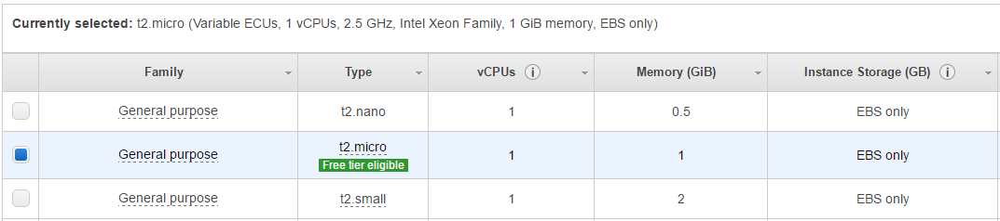 Currently selected: t2.micro (Variable ECUs, 1 vCPUs, 2.5 GHz, Intel Xeon Family, 1 GiB memory, EBS only)
Family Type vCPUs i Memory (GiB) Instance Storage (GB) i
General purpose t2.nano 1 0.5 EBS only
General purpose t2.micro 1 1 EBS only
Free tier eligible
General purpose t2.small 1 2 EBS only